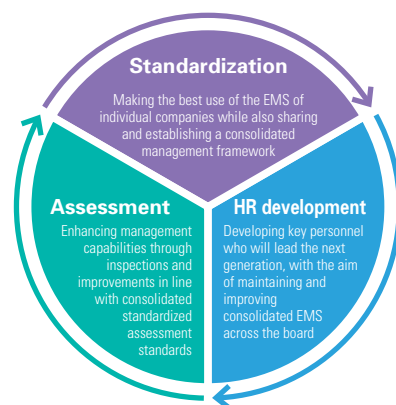 Standardization
Making the best use of the EMS of
individual companies while also sharing
and establishing a consolidated
management framework
Assessment
Enhancing management
capabilities through
inspections and
improvements in line
with consolidated
standardized
assessment
standards
HR development
Developing key personnel
who will lead the next
generation, with the aim
of maintaining and
improving
consolidated EMS
across the board